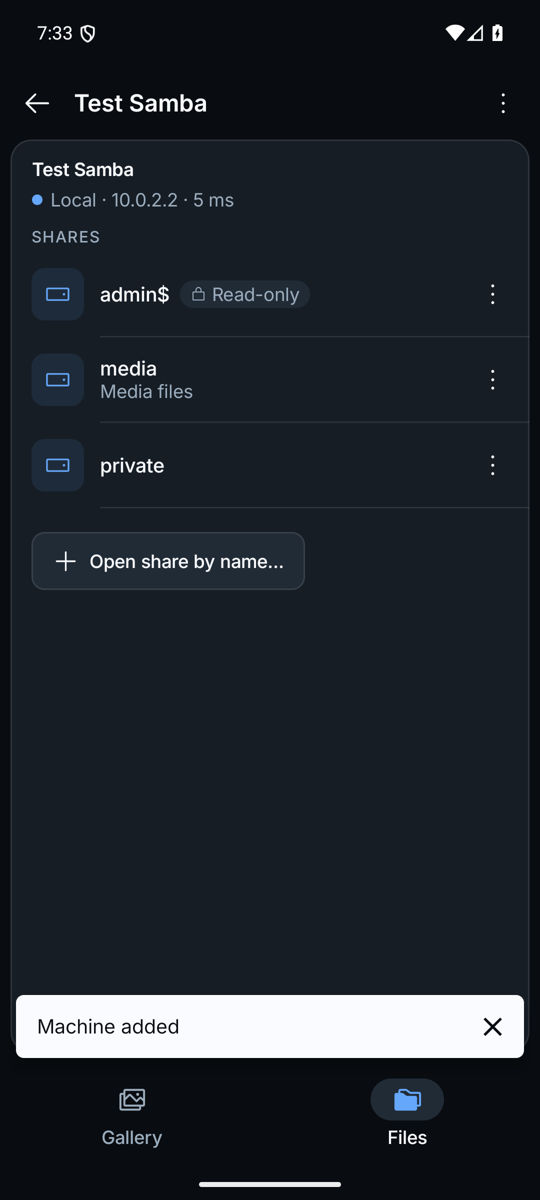 7:33
Test Samba
Test Samba
Local · 10.0.2.2 · 5 ms
SHARES
admin$ Read-only
media
Media files
private
Open share by name...
Machine added
Gallery Files